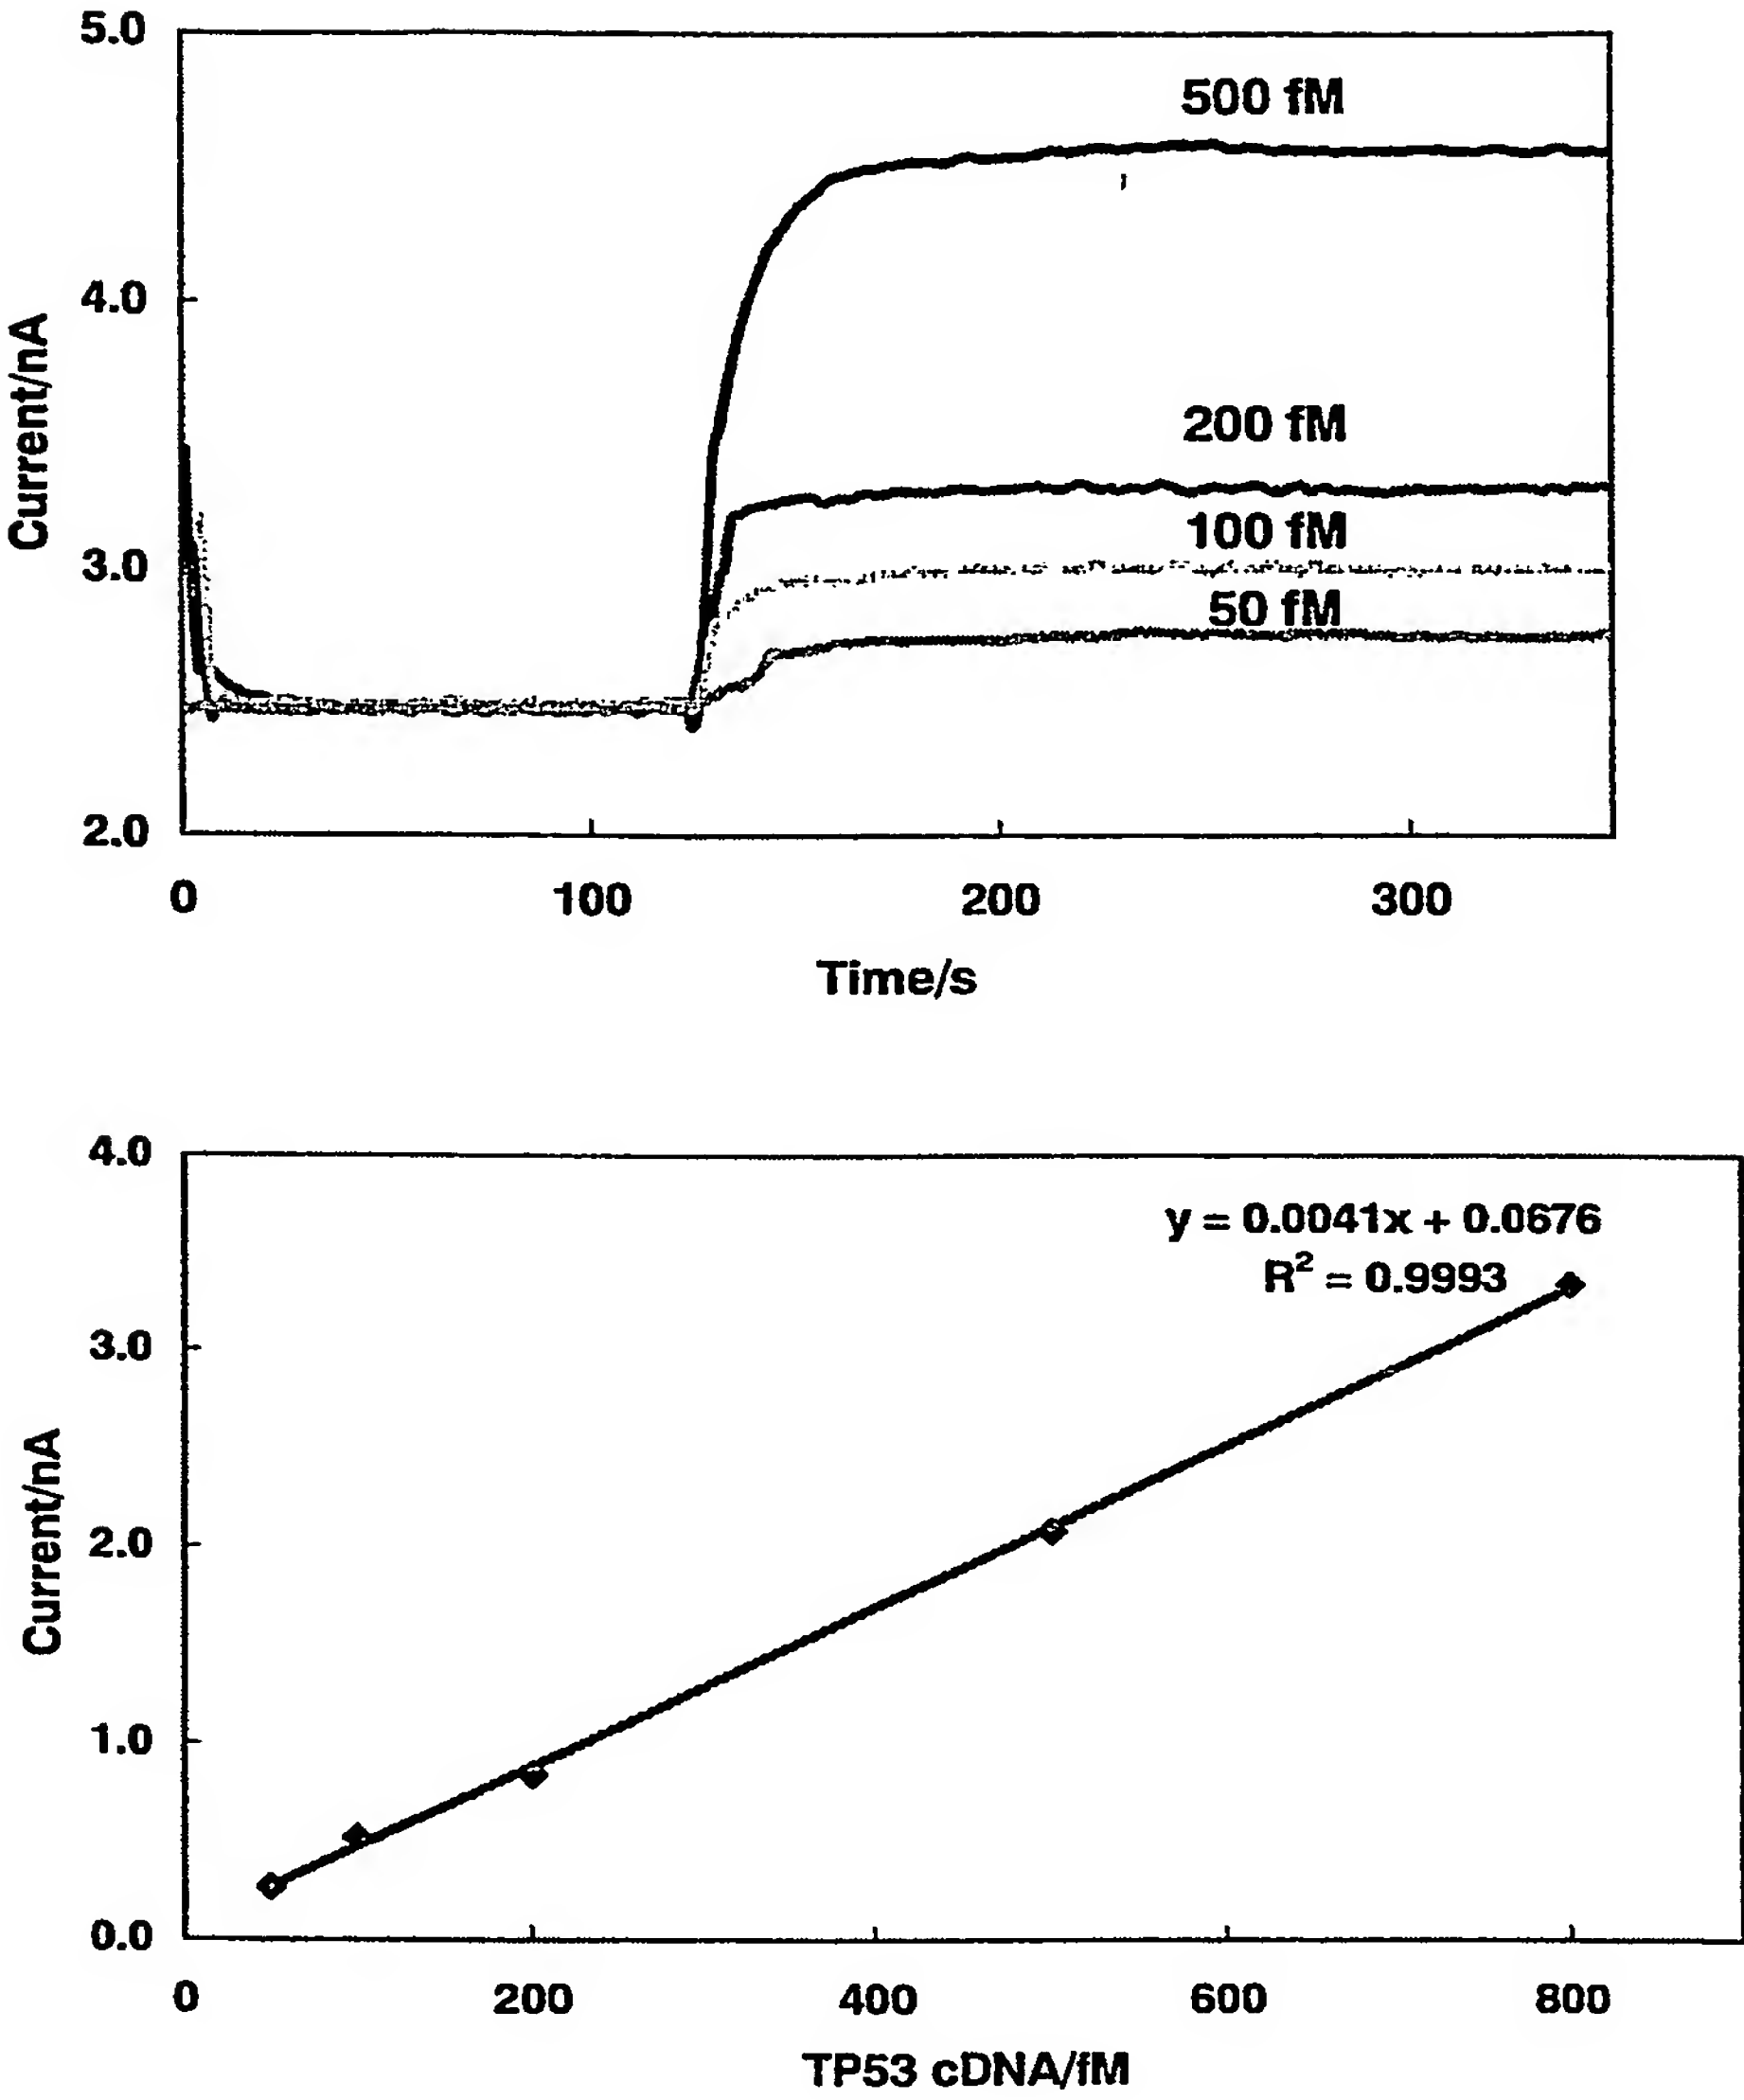 5.0
500 fM
4.0
Current/nA
200 fM
100 fM
3.0
50 fM
2.0
0 100 200 300
Time/s
4.0
y = 0.0041x + 0.0676
R² = 0.9993
3.0
Current/nA
2.0
1.0
0.0
0 200 400 600 800
TP53 cDNA/fM